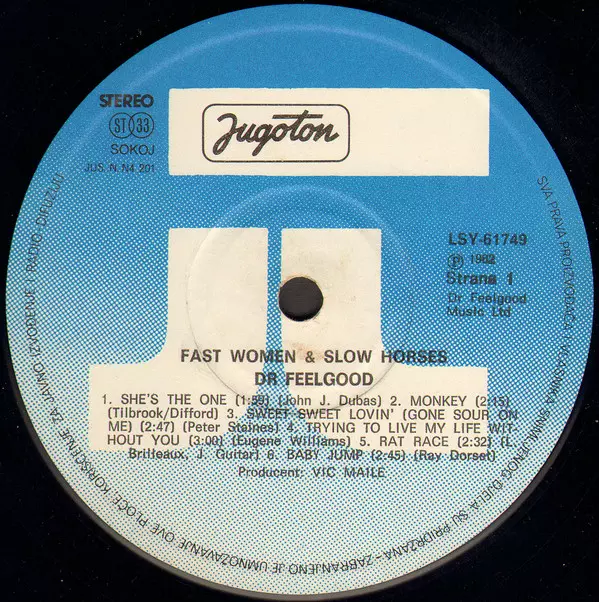 STEREO
ST 33
SOKOJ
JUS. N. N4. 201
Jugoton
LSY-61749
Ⓟ 1982
Strana 1
Dr Feelgood
Music Ltd
FAST WOMEN & SLOW HORSES
DR FEELGOOD
1. SHE'S THE ONE (1:59) (John J. Dubas) 2. MONKEY (2:15)
(Tilbrook/Difford) 3. SWEET SWEET LOVIN' (GONE SOUR ON
ME) (2:47) (Peter Staines) 4. TRYING TO LIVE MY LIFE WIT-
HOUT YOU (3:00) (Eugene Williams) 5. RAT RACE (2:32) (L.
Brilleaux, J. Guitar) 6. BABY JUMP (2:45) (Ray Dorset)
Producent: VIC MAILE
SVA PRAVA PROIZVOĐAČA I VLASNIKA SNIMLJENOG DJELA SU PRIDRŽANA - ZABRANJENO JE UMNOŽAVANJE OVE PLOČE, KORIŠĆENJE ZA JAVNO IZVOĐENJE I RADIO-DIFUZIJU